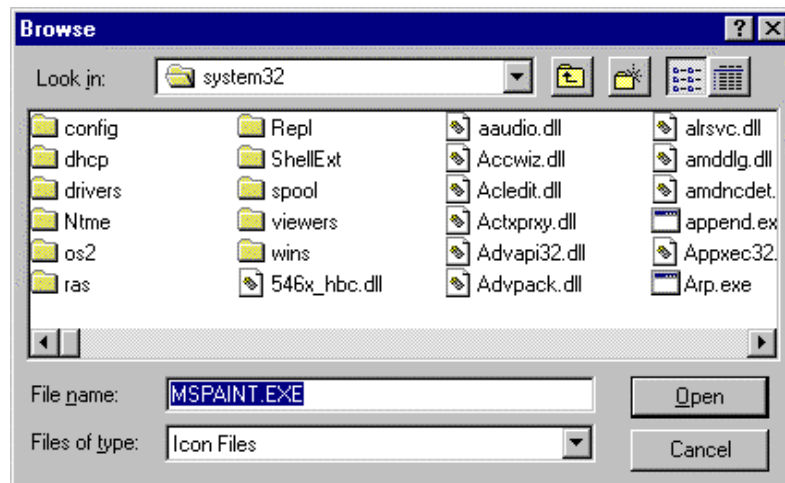 Browse
Look in: system32
config Repl aaudio.dll alrsvc.dll
dhcp ShellExt Accwiz.dll amddlg.dll
drivers spool Acledit.dll amdncdet.
Ntme viewers Actxprxy.dll append.ex
os2 wins Advapi32.dll Appxec32.
ras 546x_hbc.dll Advpack.dll Arp.exe
File name: MSPAINT.EXE Open
Files of type: Icon Files Cancel